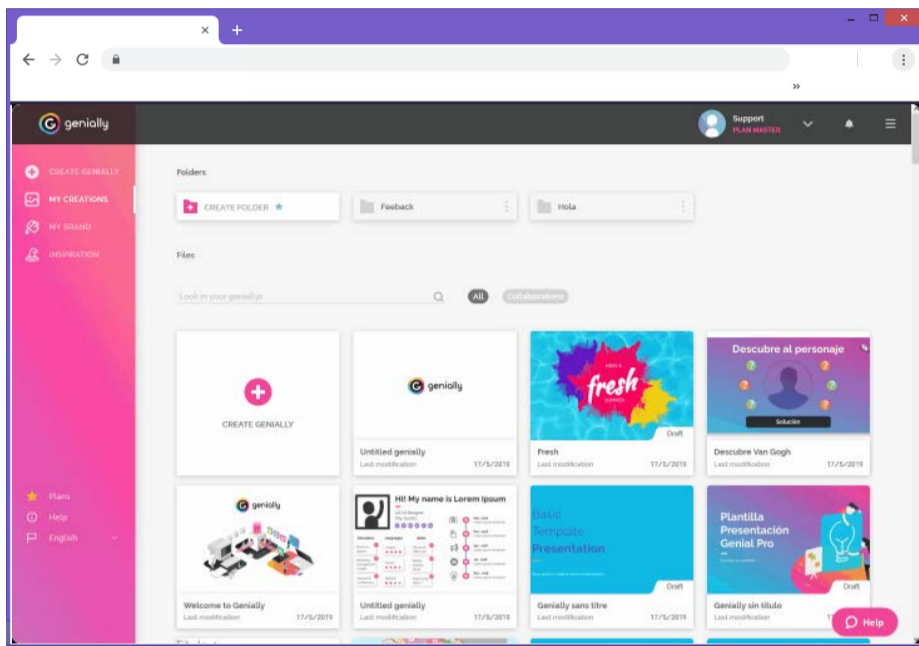 genially
Support
PLAN MASTER
CREATE GENIALLY
MY CREATIONS
MY BRAND
INSPIRATION
Plans
Help
English
Folders
CREATE FOLDER
Feeback
Hola
Files
Look in your geniallys
All
Collaborations
CREATE GENIALLY
genially
Untitled genially
Last modification 17/5/2019
fresh
SUMMER
Draft
Fresh
Last modification 17/5/2019
Descubre al personaje
Solución
Descubre Van Gogh
Last modification 17/5/2019
genially
Welcome to Genially
Last modification 17/5/2019
Hi! My name is Lorem Ipsum
Untitled genially
Last modification 17/5/2019
Basic
Template
Presentation
Draft
Genially sans titre
Last modification 17/5/2019
Plantilla
Presentación
Genial Pro
Draft
Genially sin título
Last modification
Help